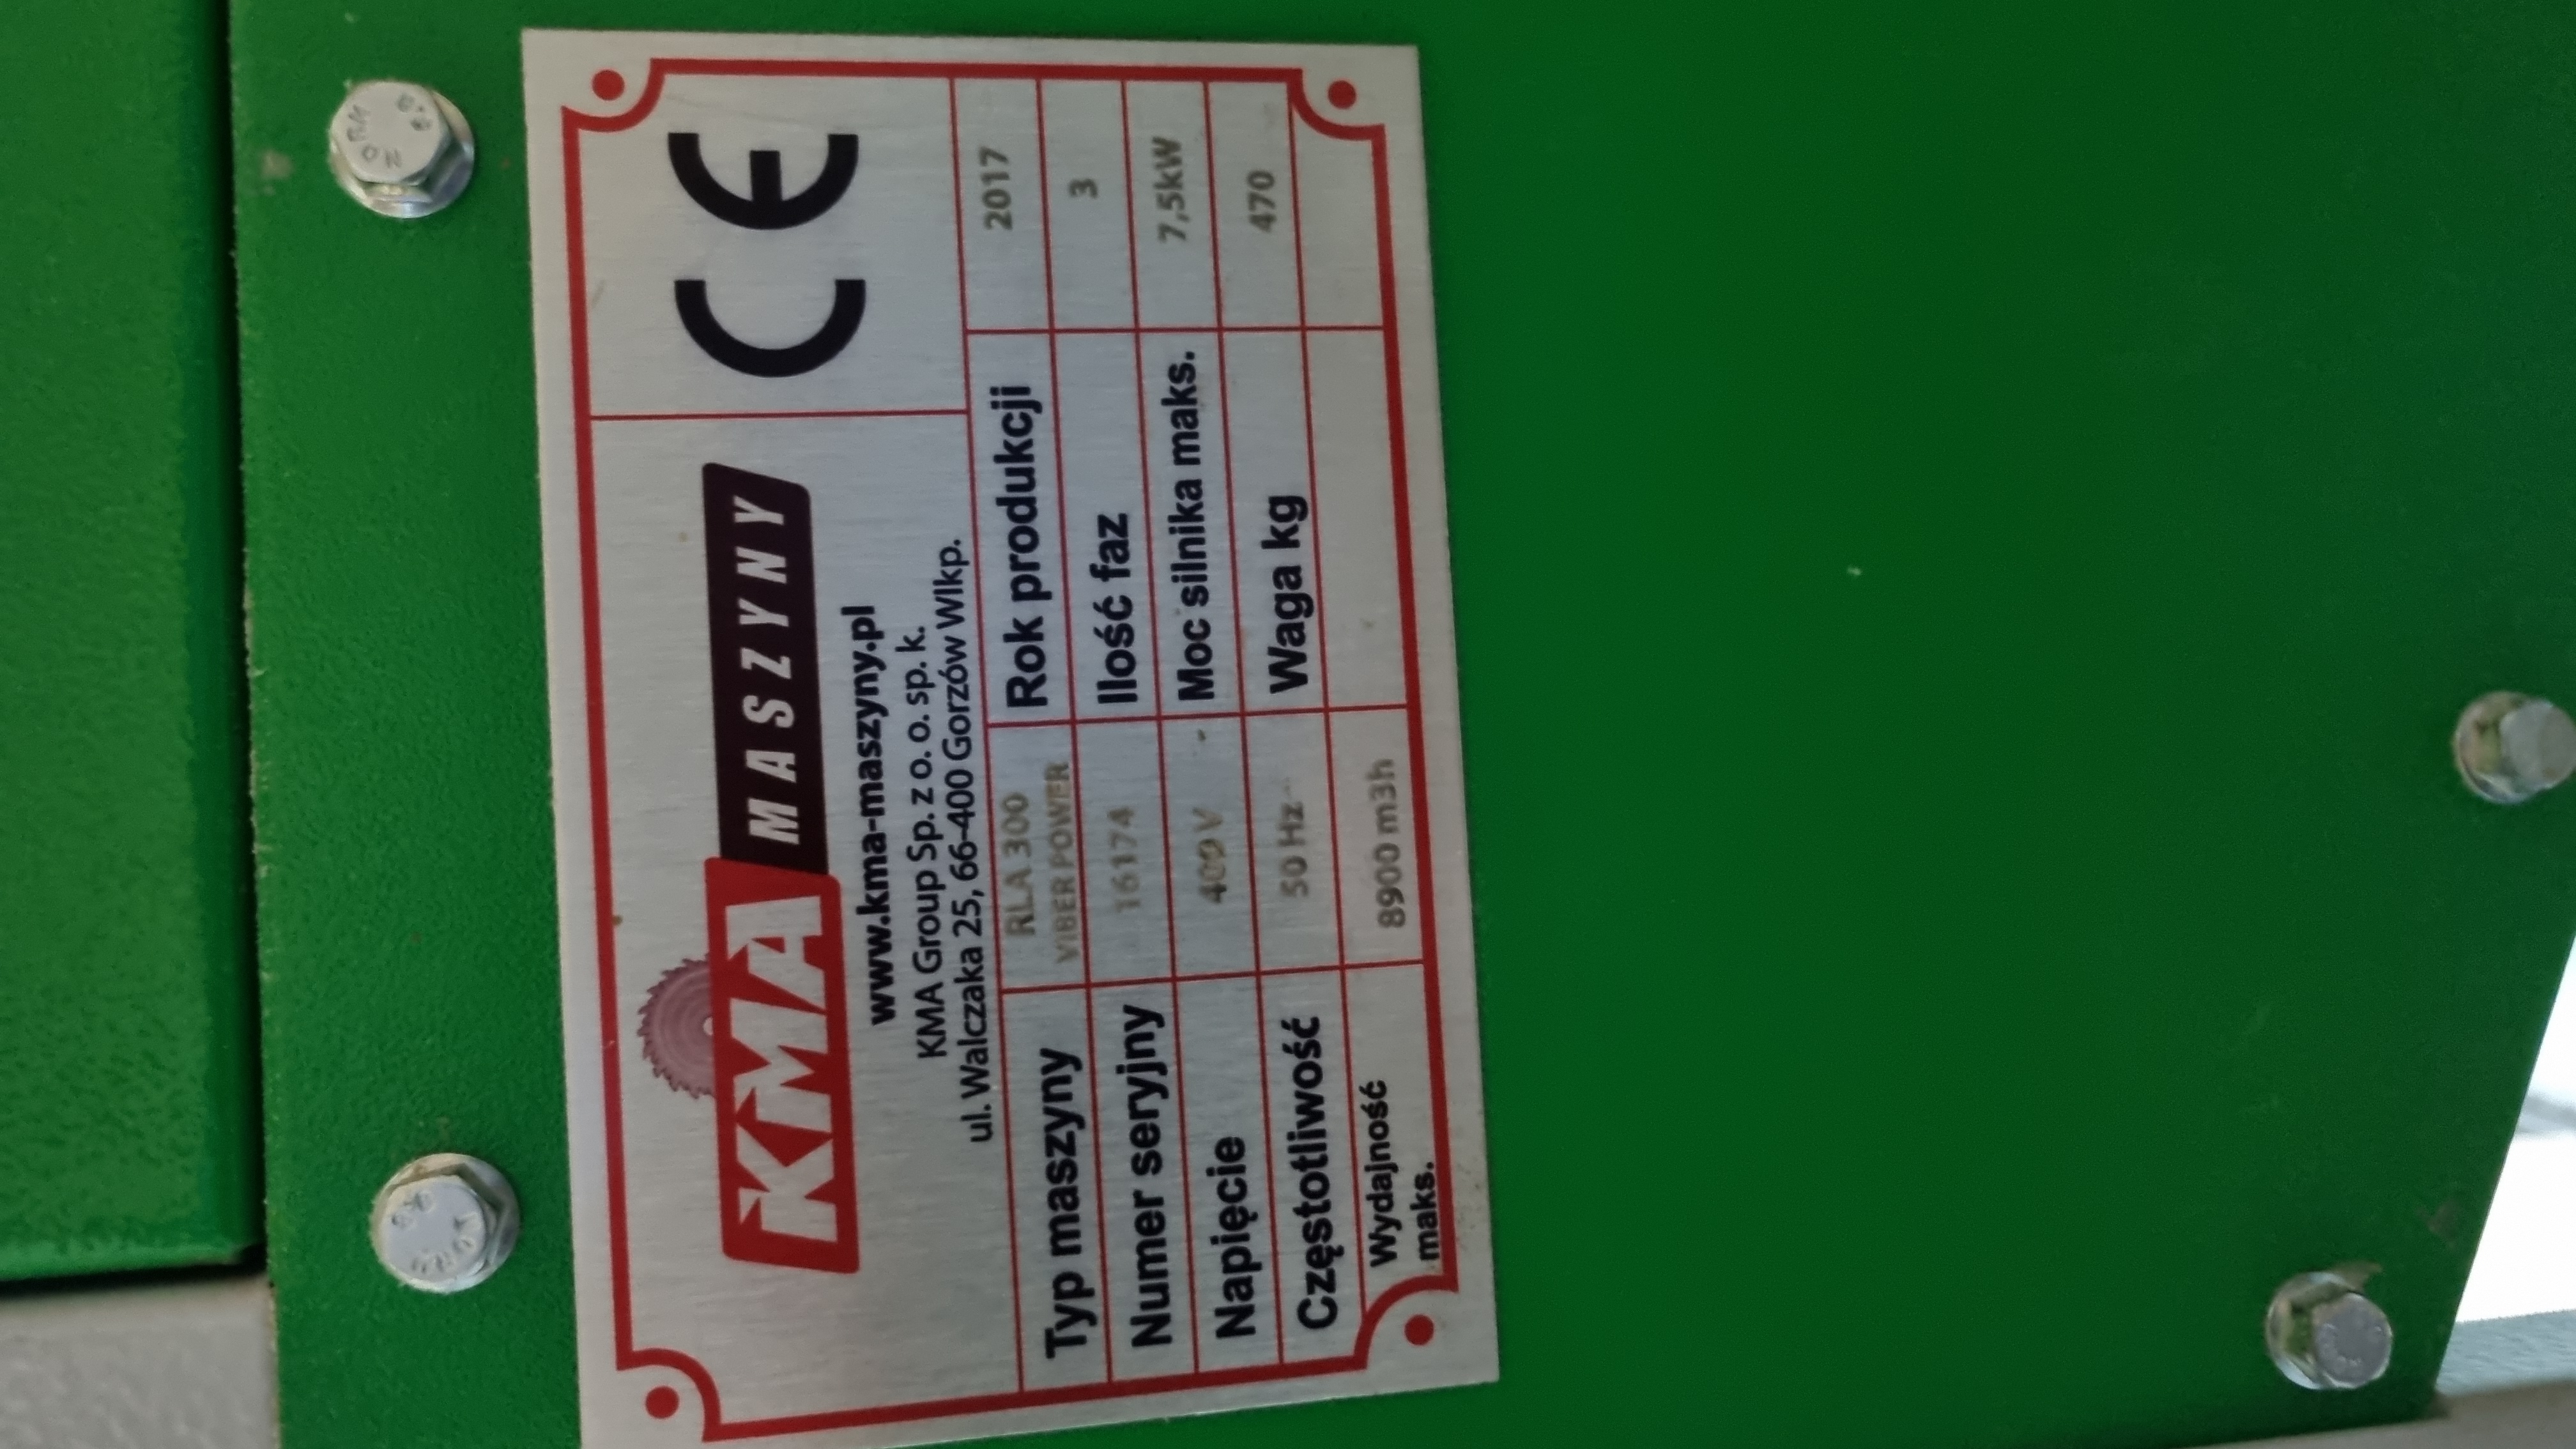 KMA MASZYNY
CE
www.kma-maszyny.pl
KMA Group Sp. z o. o. sp. k.
ul. Walczaka 25, 66-400 Gorzów Wlkp.
Typ maszyny RLA 300 VIBER POWER Rok produkcji 2017
Numer seryjny 16174 Ilość faz 3
Napięcie 400 V Moc silnika maks. 7,5kW
Częstotliwość 50 Hz Waga kg 470
Wydajność maks. 8900 m3h